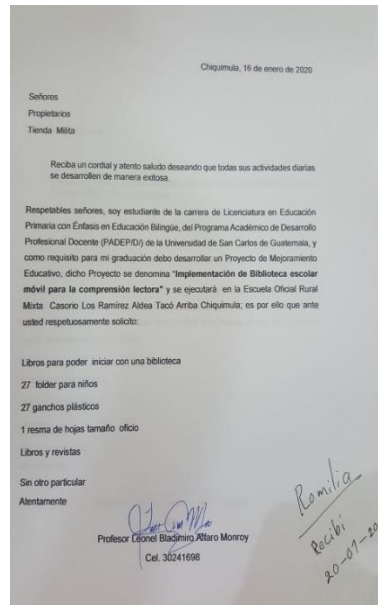 Chiquimula, 16 de enero de 2020
Señores
Propietarios
Tienda Milita
Reciba un cordial y atento saludo deseando que todas sus actividades diarias
se desarrollen de manera exitosa.
Respetables señores, soy estudiante de la carrera de Licenciatura en Educación
Primaria con Énfasis en Educación Bilingüe, del Programa Académico de Desarrollo
Profesional Docente (PADEP/D/) de la Universidad de San Carlos de Guatemala, y
como requisito para mi graduación debo desarrollar un Proyecto de Mejoramiento
Educativo, dicho Proyecto se denomina "Implementación de Biblioteca escolar
móvil para la comprensión lectora" y se ejecutará en la Escuela Oficial Rural
Mixta Casorio Los Ramírez Aldea Tacó Arriba Chiquimula; es por ello que ante
usted respetuosamente solicito:
Libros para poder iniciar con una biblioteca
27 folder para niños
27 ganchos plásticos
1 resma de hojas tamaño oficio
Libros y revistas
Sin otro particular
Atentamente
Profesor Leonel Bladimiro Alfaro Monroy
Cel. 30241698
Romilia
Recibí
20-01-20